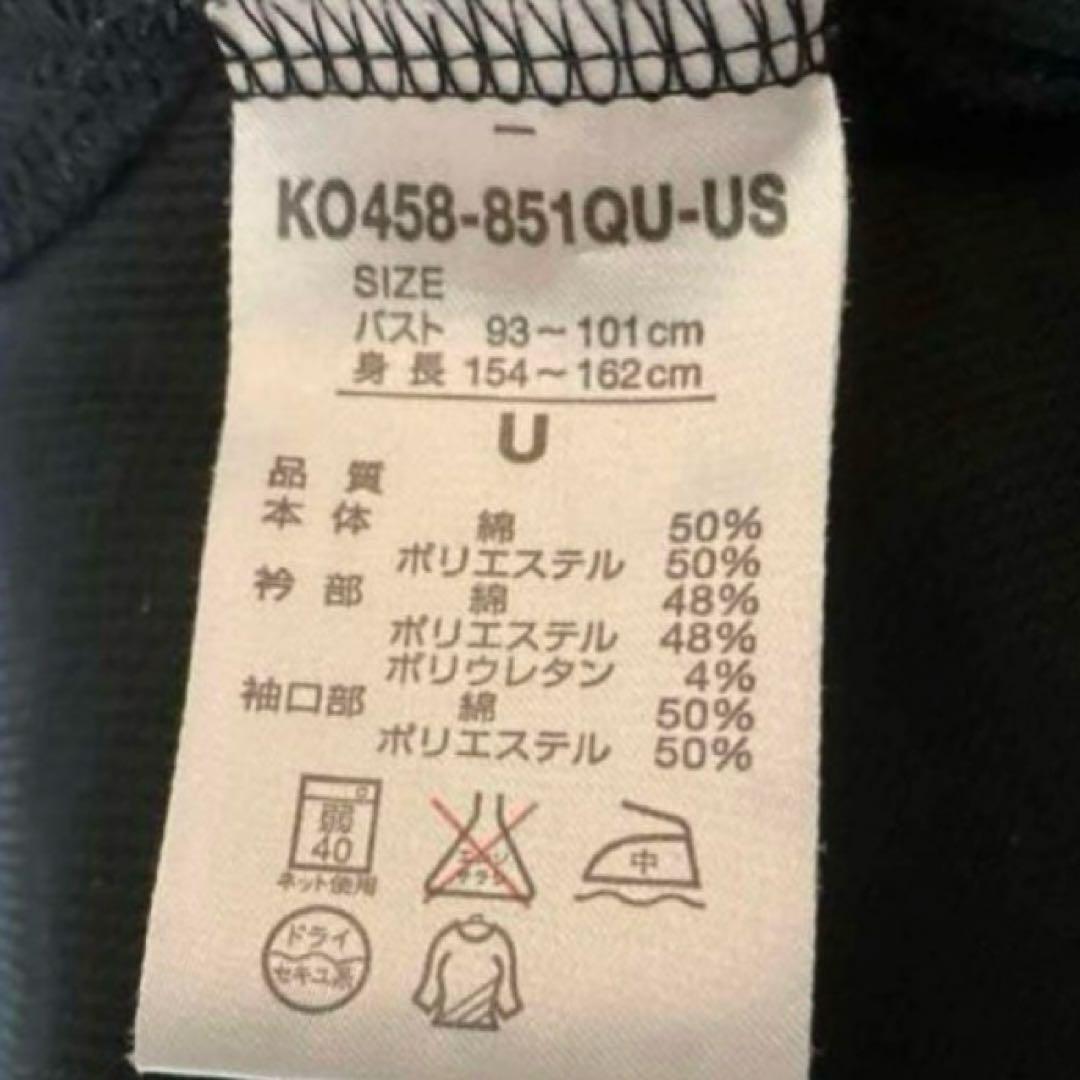 KO458-851QU-US
SIZE
バスト 93～101cm
身長 154～162cm
U
品質
本体 綿 50%
ポリエステル 50%
衿部 綿 48%
ポリエステル 48%
ポリウレタン 4%
袖口部 綿 50%
ポリエステル 50%
弱
40
ネット使用
中
ドライ
セキユ系